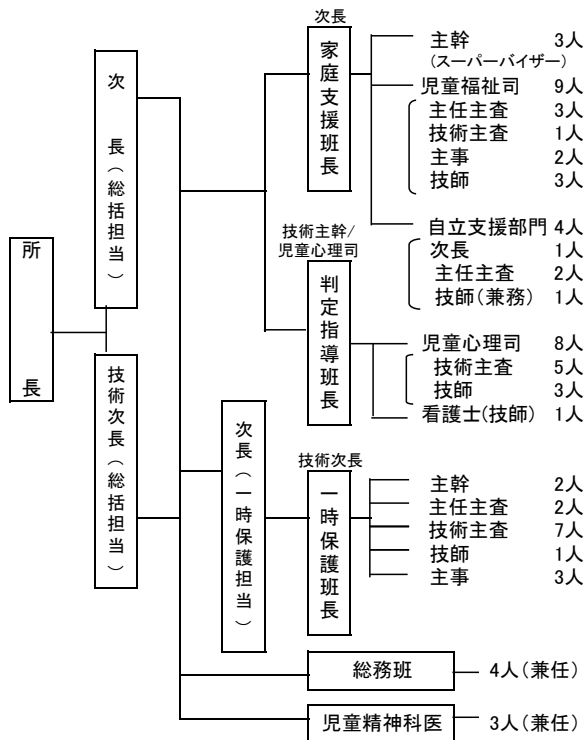 所長
次長(総括担当)
技術次長(総括担当)
次長
家庭支援班長
主幹 3人
(スーパーバイザー)
児童福祉司 9人
主任主査 3人
技術主査 1人
主事 2人
技師 3人
自立支援部門 4人
次長 1人
主任主査 2人
技師(兼務) 1人
技術主幹/
児童心理司
判定指導班長
児童心理司 8人
技術主査 5人
技師 3人
看護士(技師) 1人
次長(一時保護担当)
技術次長
一時保護班長
主幹 2人
主任主査 2人
技術主査 7人
技師 1人
主事 3人
総務班 4人(兼任)
児童精神科医 3人(兼任)